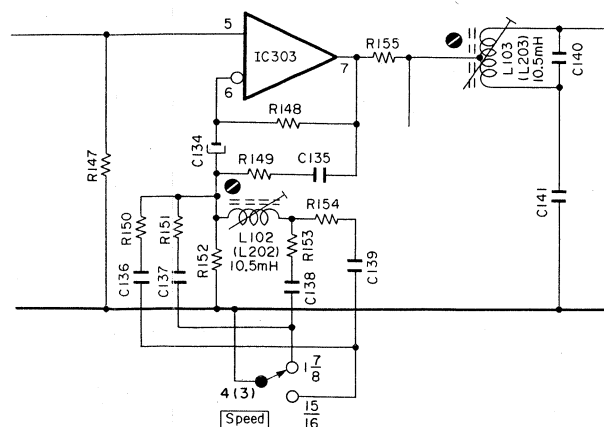 5
IC303
7
6
R155
L103
(L203)
10.5mH
C140
R148
C134
R149
C135
R147
R150
R151
R152
L102
(L202)
10.5mH
R154
R153
C141
C136
C137
C138
C139
1 7/8
4(3)
15/16
Speed